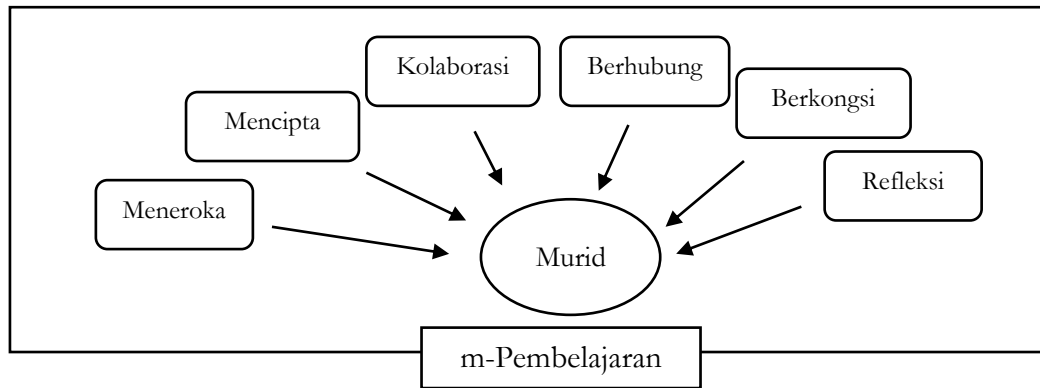 Kolaborasi
Berhubung
Berkongsi
Mencipta
Refleksi
Meneroka
Murid
m-Pembelajaran